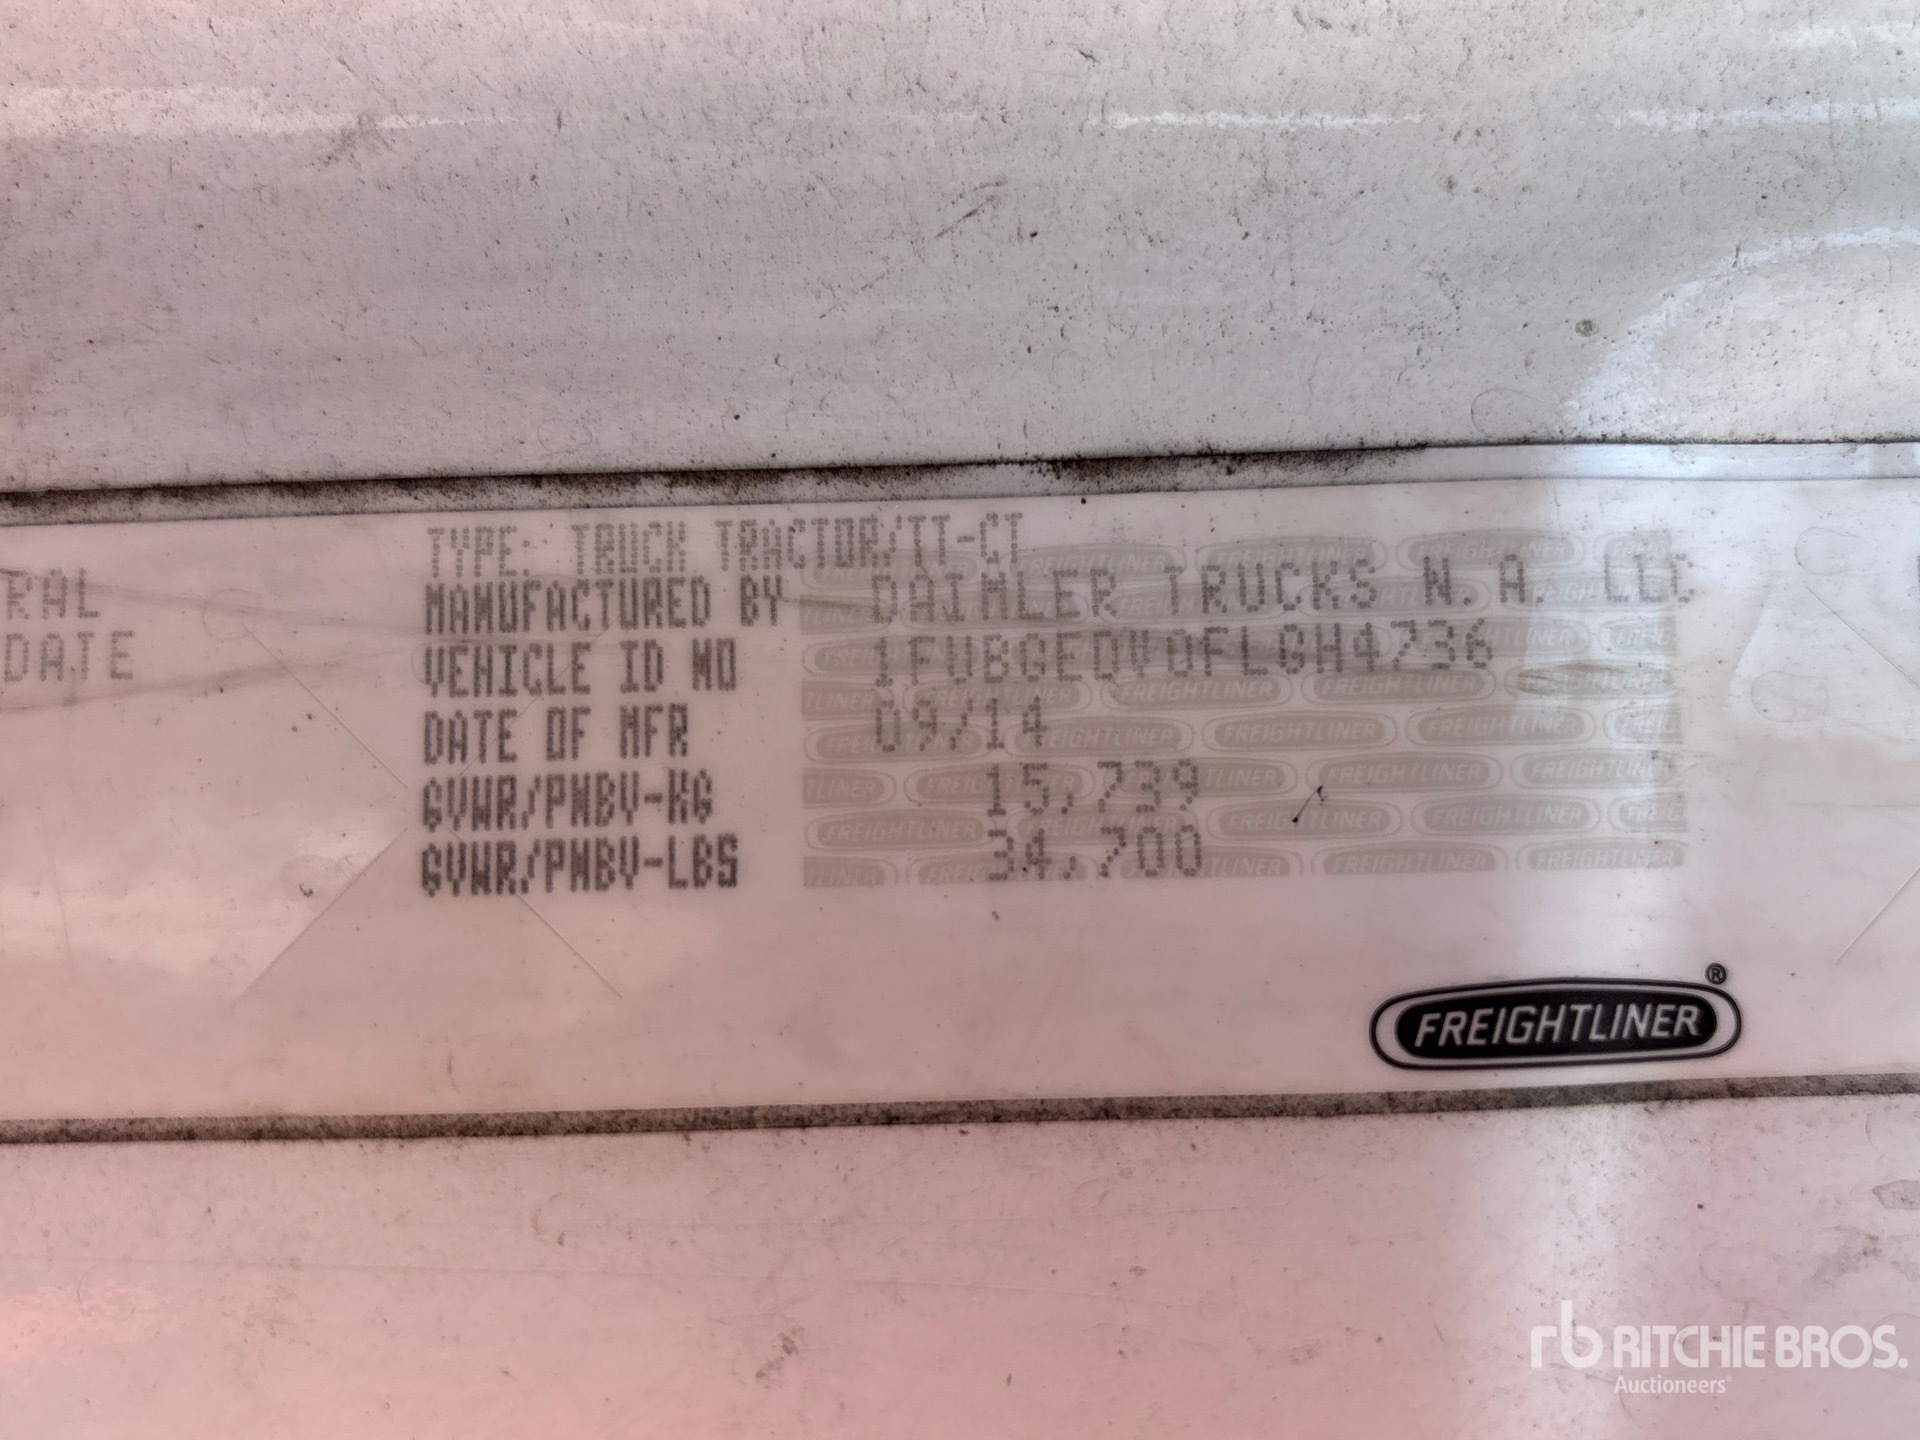 TYPE: TRUCK TRACTOR/TT-CT
RAL
MANUFACTURED BY DAIMLER TRUCKS N.A. LLC
DATE
VEHICLE ID NO 1FUBGEDV0FLGH4736
DATE OF MFR 09/14
GVWR/PNBV-KG 15,739
GVWR/PNBV-LBS 34,700
FREIGHTLINER®
rb RITCHIE BROS.
Auctioneers